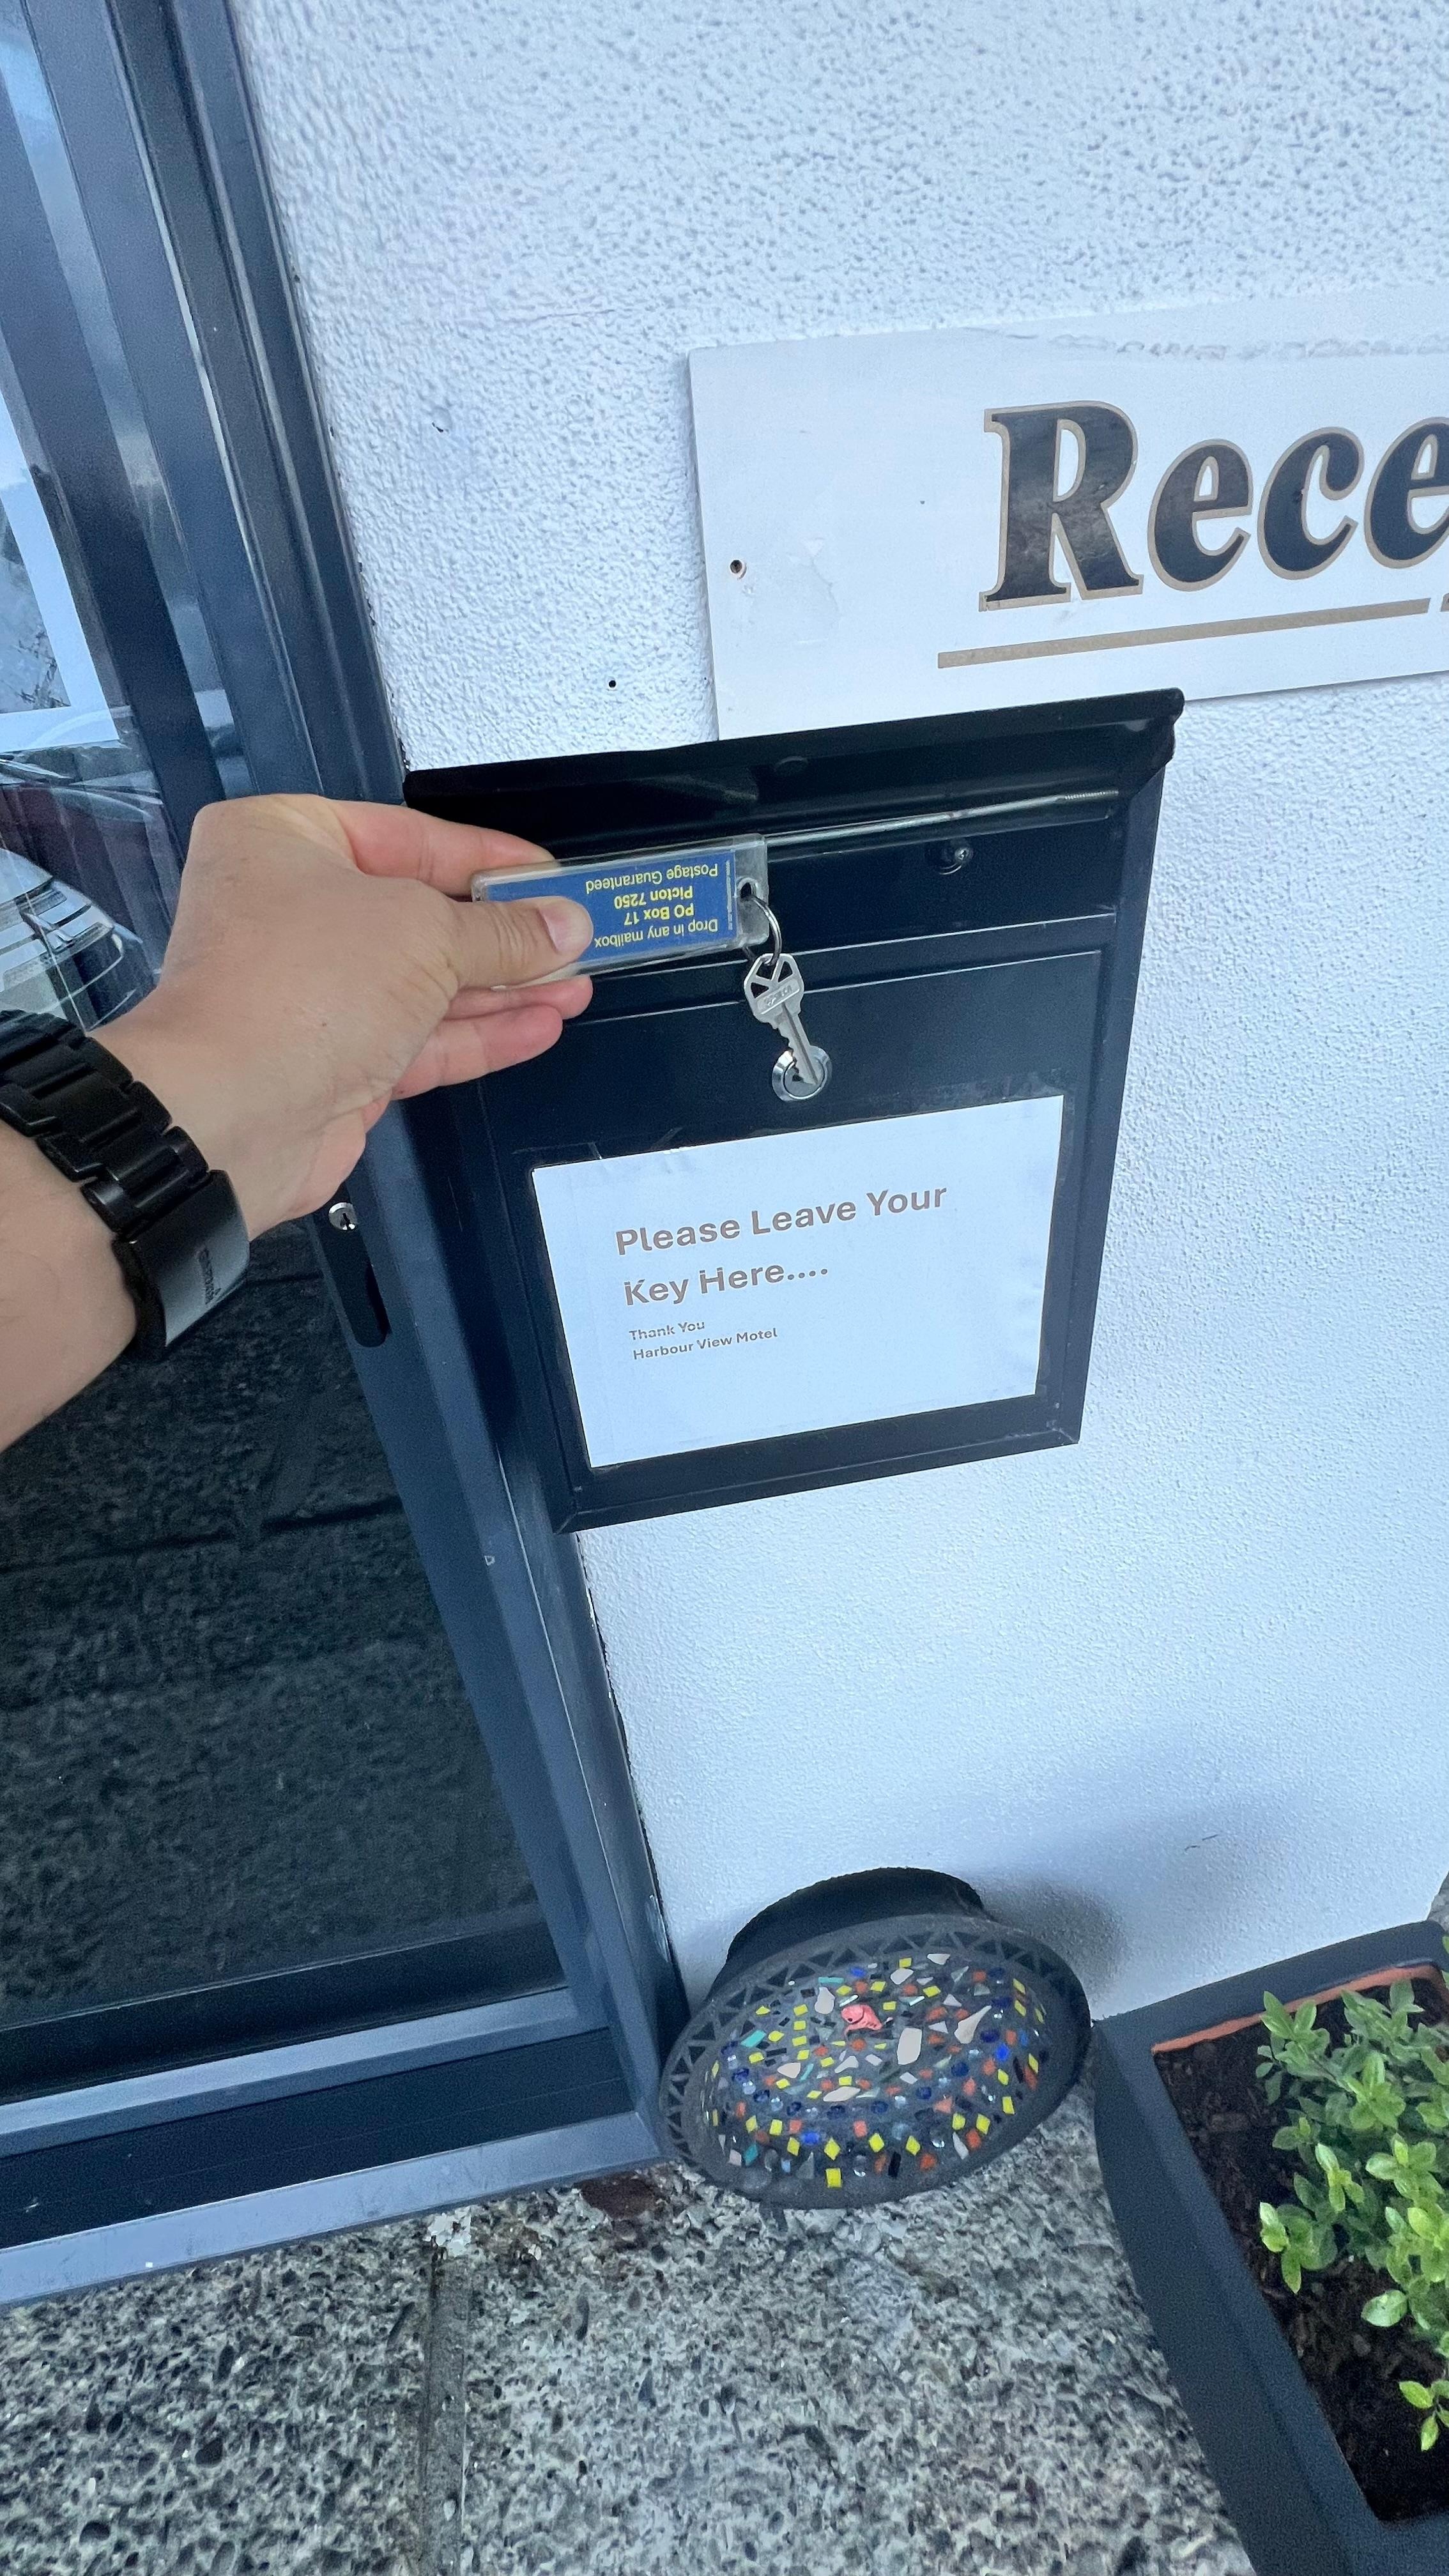 Rece
Drop in any mailbox
PO Box 17
Picton 7250
Postage Guaranteed
Please Leave Your
Key Here....
Thank You
Harbour View Motel